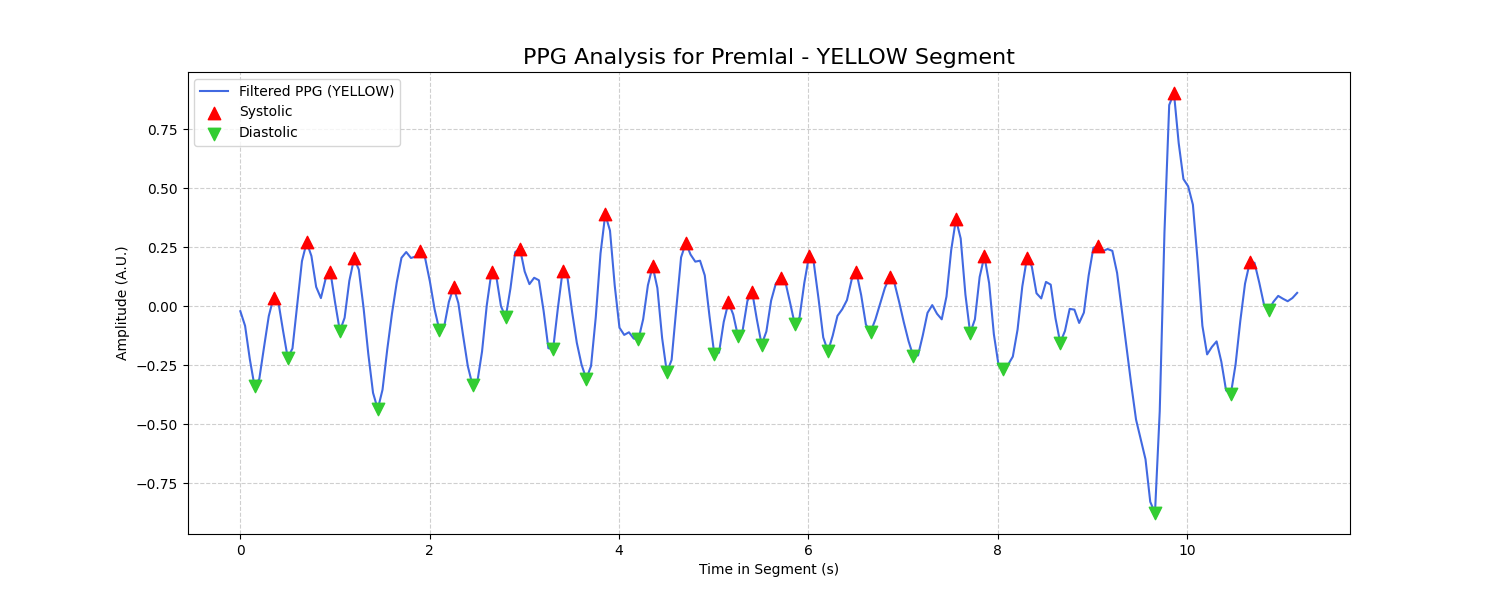 PPG Analysis for Premlal - YELLOW Segment
Filtered PPG (YELLOW)
Systolic
Diastolic
Amplitude (A.U.)
0.75
0.50
0.25
0.00
−0.25
−0.50
−0.75
0 2 4 6 8 10
Time in Segment (s)